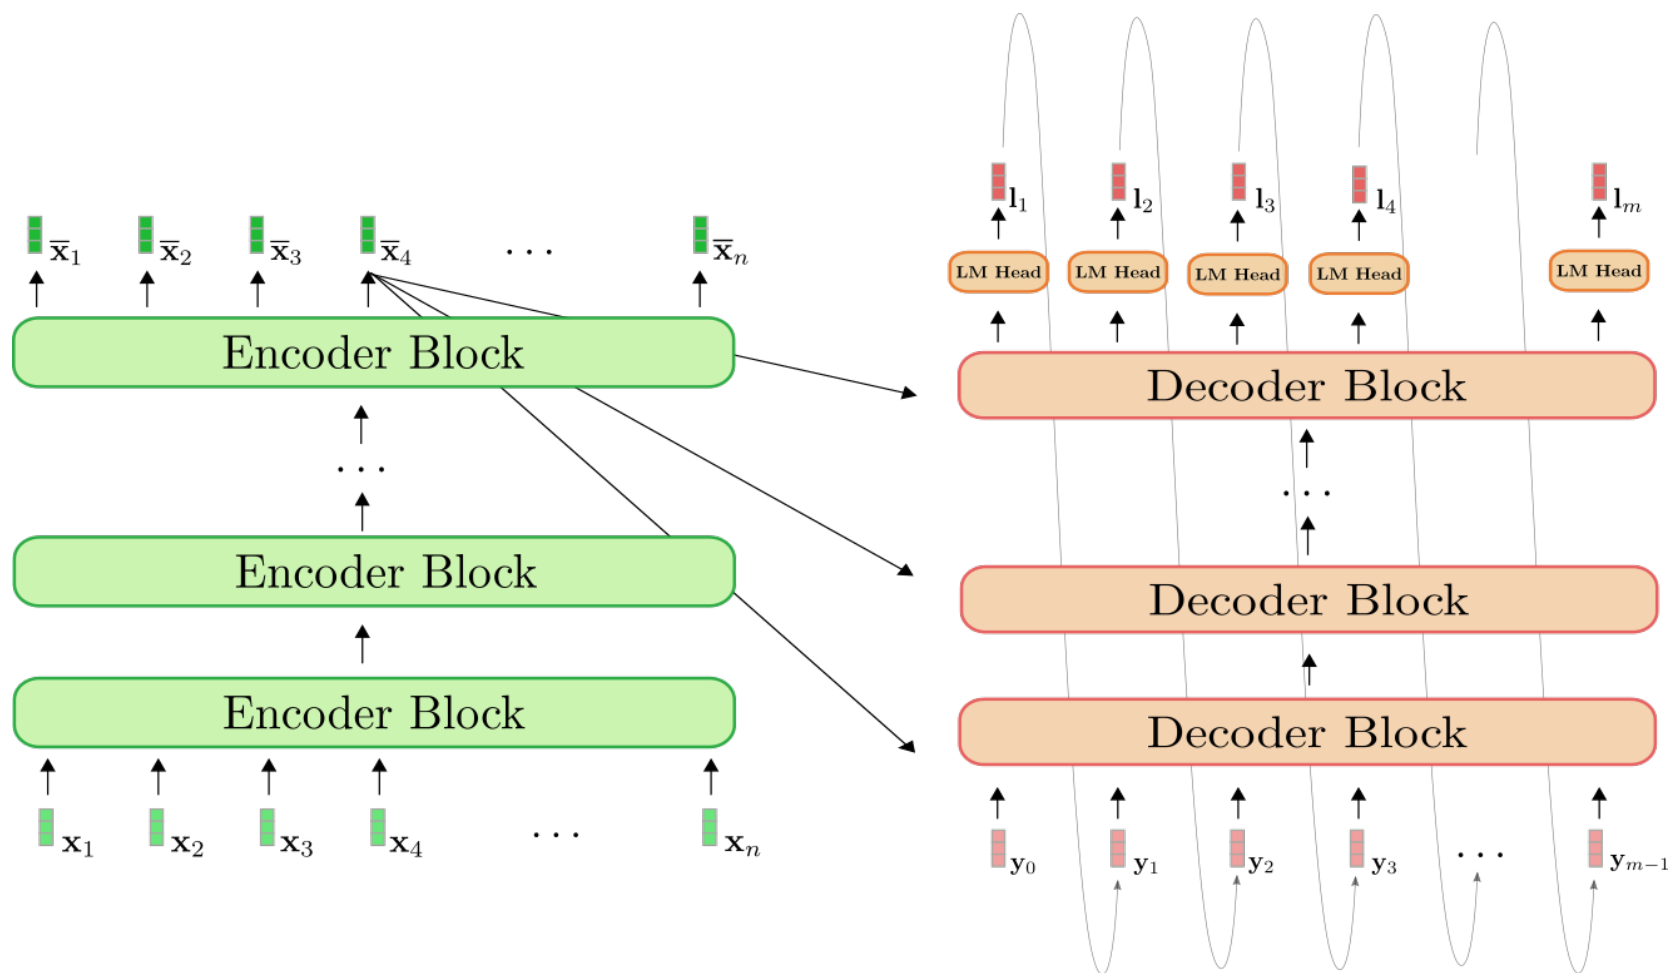 l₁ l₂ l₃ l₄ lₘ
x̅₁ x̅₂ x̅₃ x̅₄ ... x̅ₙ
LM Head LM Head LM Head LM Head LM Head
Encoder Block
Decoder Block
...
...
Encoder Block
Decoder Block
Encoder Block
Decoder Block
x₁ x₂ x₃ x₄ ... xₙ
y₀ y₁ y₂ y₃ ... yₘ₋₁